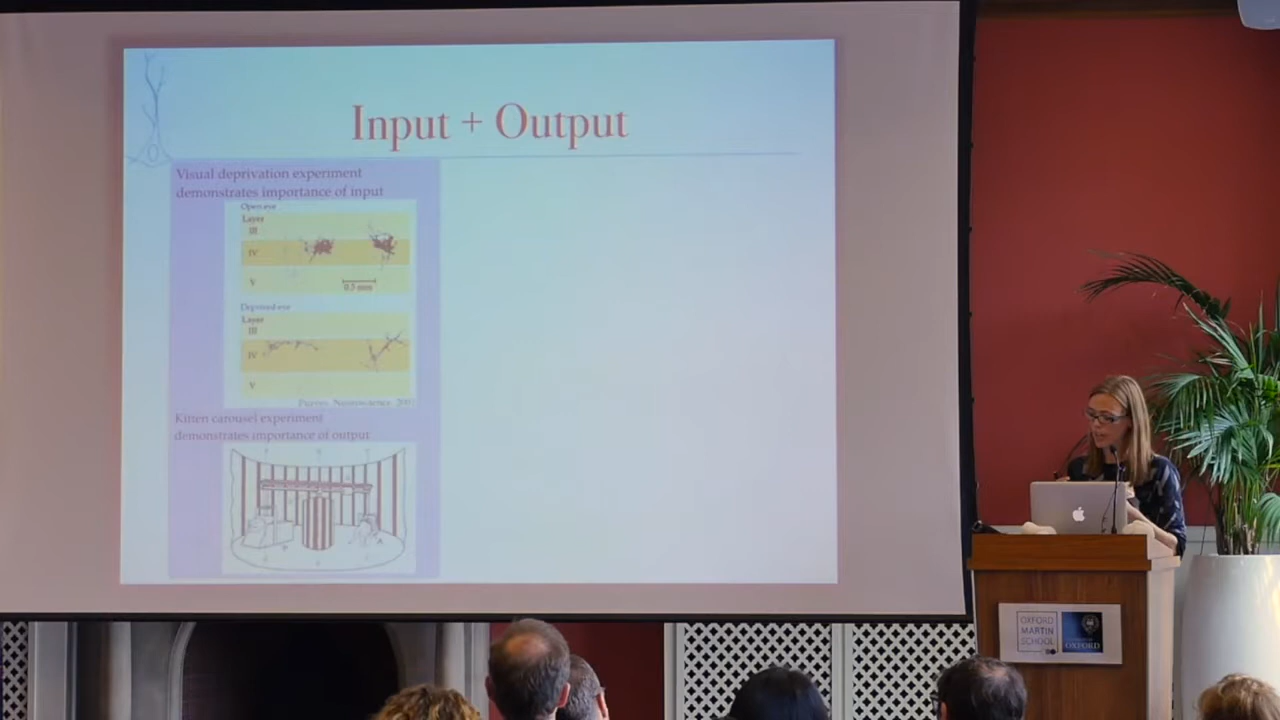 Input + Output
Visual deprivation experiment
demonstrates importance of input
Open eye
Layer
III
IV
V
0.5 mm
Deprived eye
Layer
III
IV
V
Purves, Neuroscience,
Kitten carousel experiment
demonstrates importance of output
OXFORD
MARTIN
SCHOOL
OXFORD